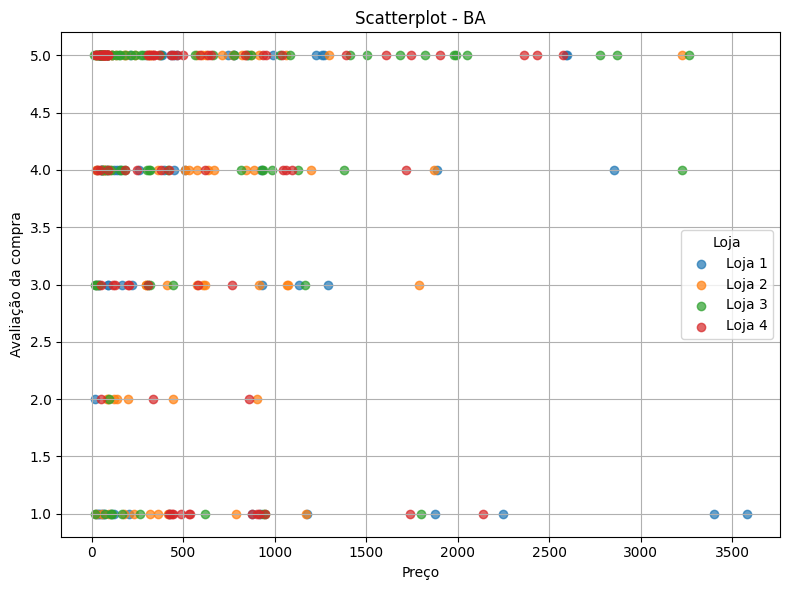 Scatterplot - BA
Avaliação da compra
5.0
4.5
4.0
3.5
3.0
2.5
2.0
1.5
1.0
Loja
Loja 1
Loja 2
Loja 3
Loja 4
0 500 1000 1500 2000 2500 3000 3500
Preço